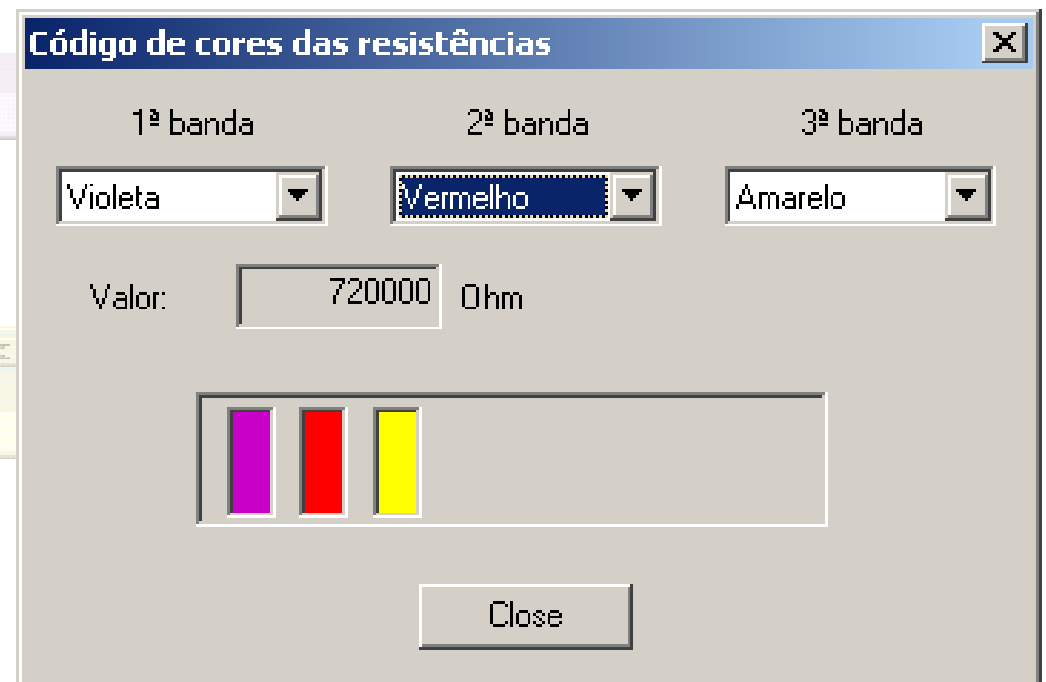 Código de cores das resistências
1ª banda 2ª banda 3ª banda
Violeta Vermelho Amarelo
Valor: 720000 Ohm
Close